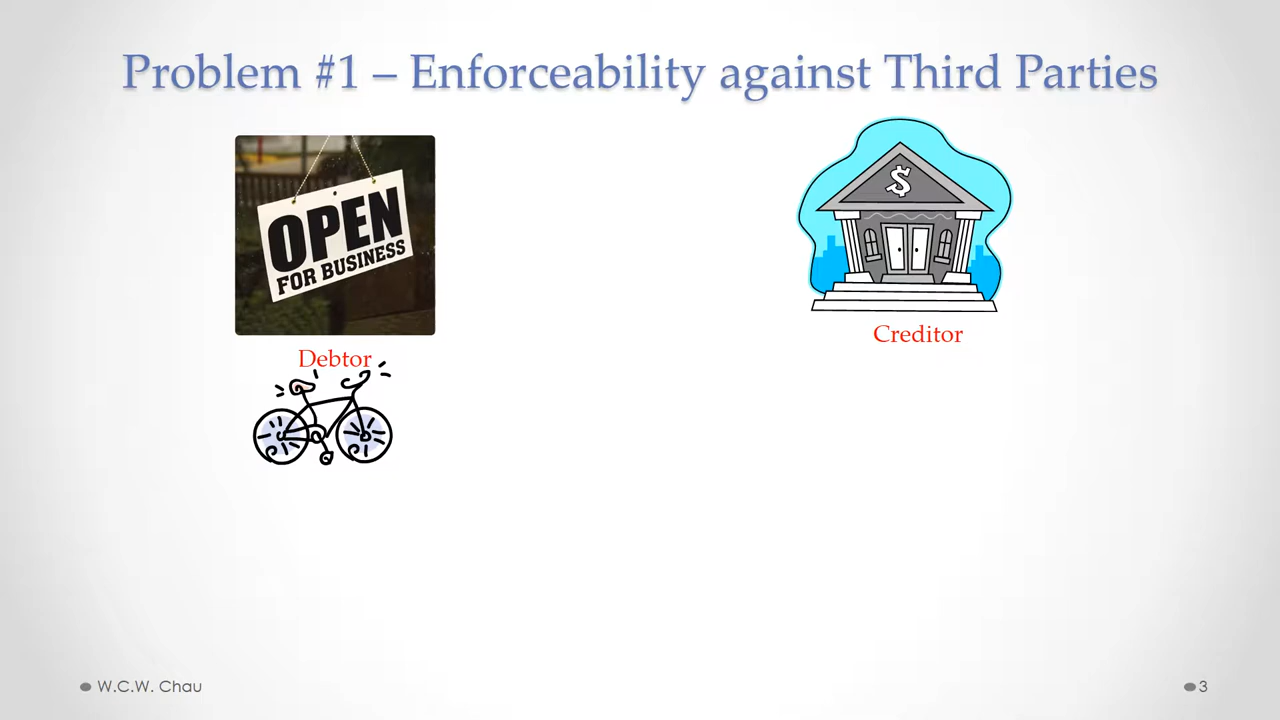 Problem #1 – Enforceability against Third Parties
OPEN
FOR BUSINESS
$
Debtor
Creditor
W.C.W. Chau
3